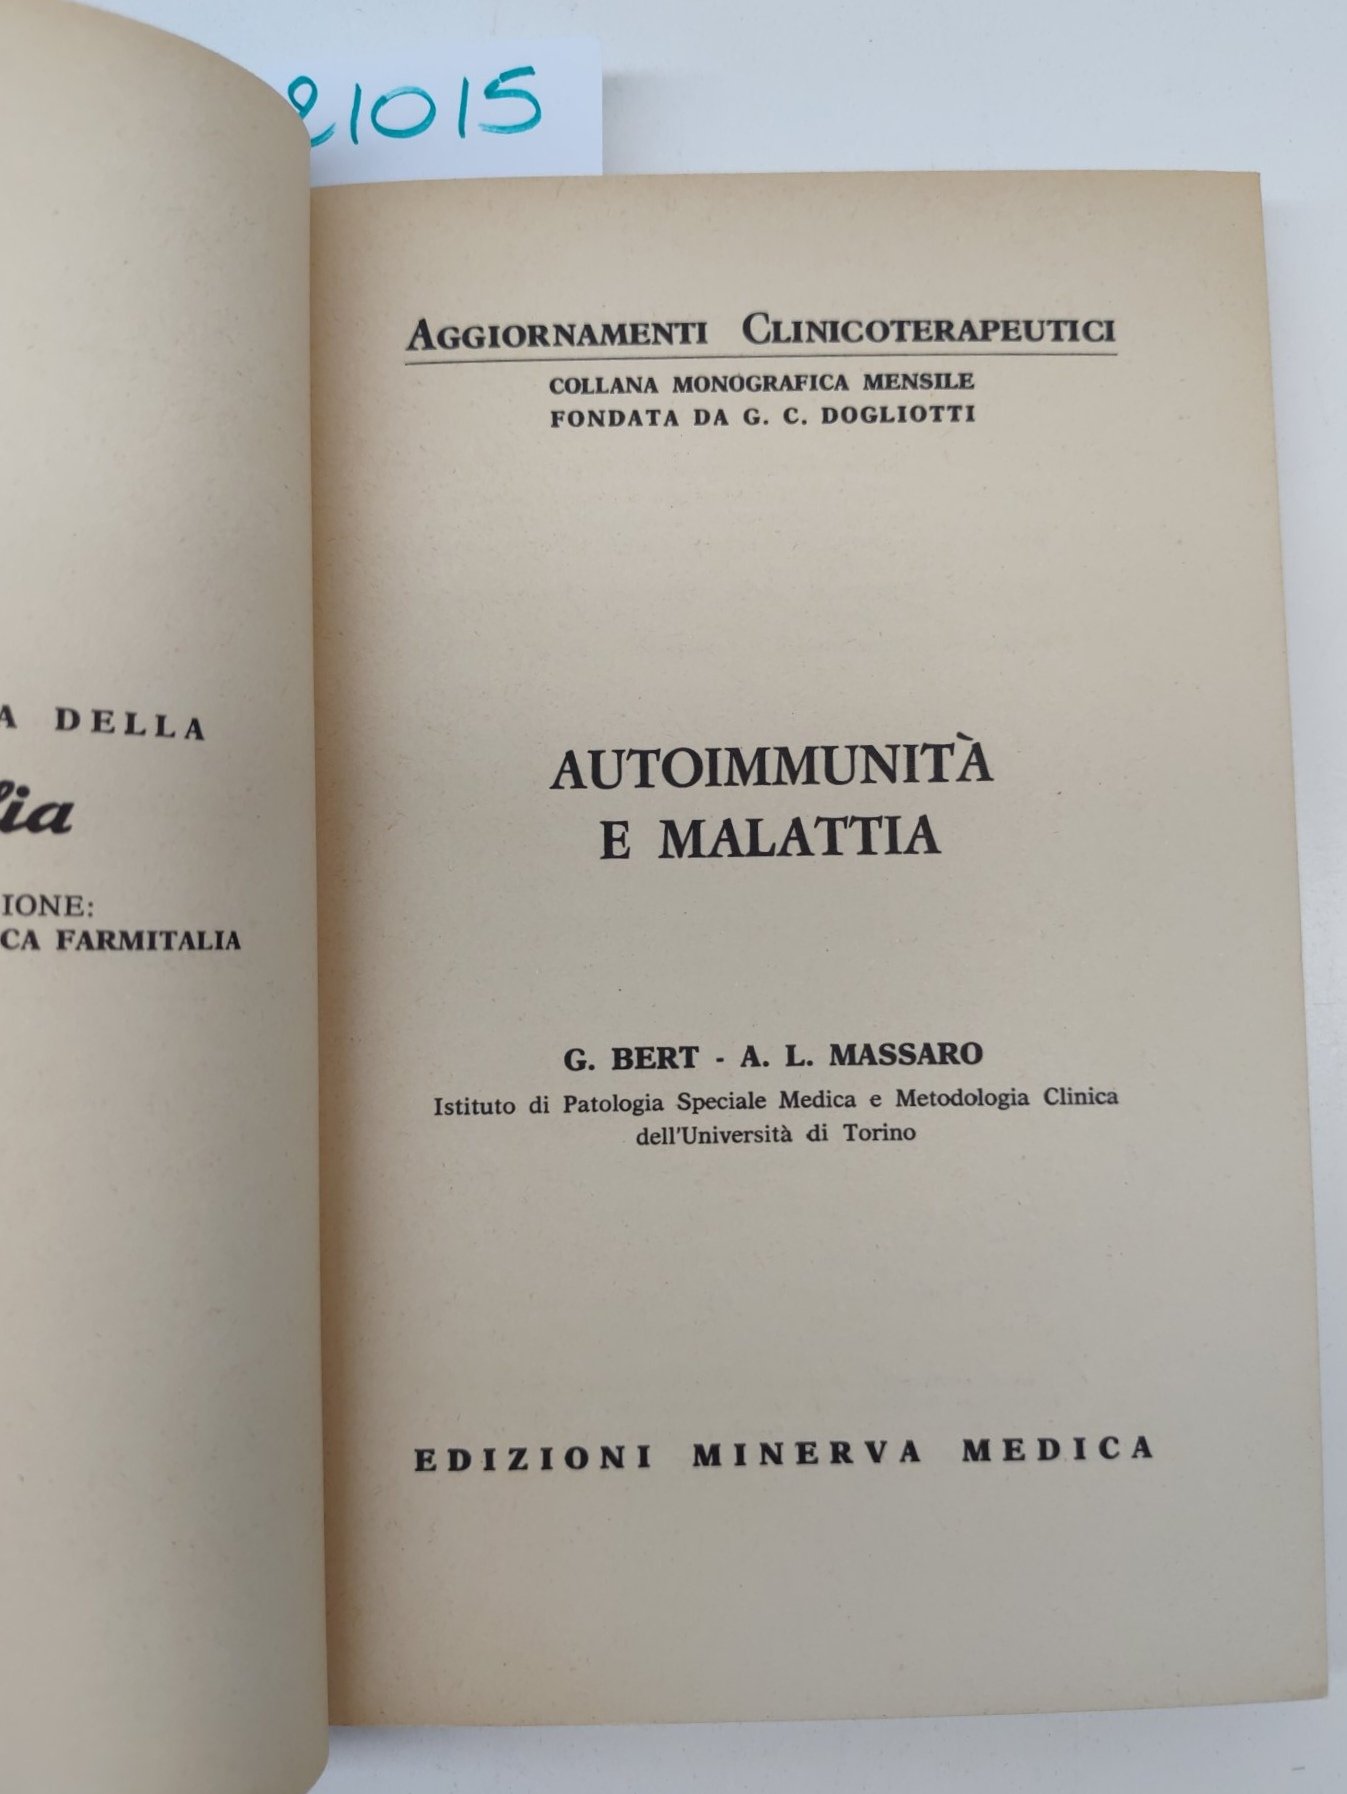 21015
DELLA
IONE:
CA FARMITALIA
AGGIORNAMENTI CLINICOTERAPEUTICI
COLLANA MONOGRAFICA MENSILE
FONDATA DA G. C. DOGLIOTTI
AUTOIMMUNITÀ
E MALATTIA
G. BERT - A. L. MASSARO
Istituto di Patologia Speciale Medica e Metodologia Clinica
dell'Università di Torino
EDIZIONI MINERVA MEDICA